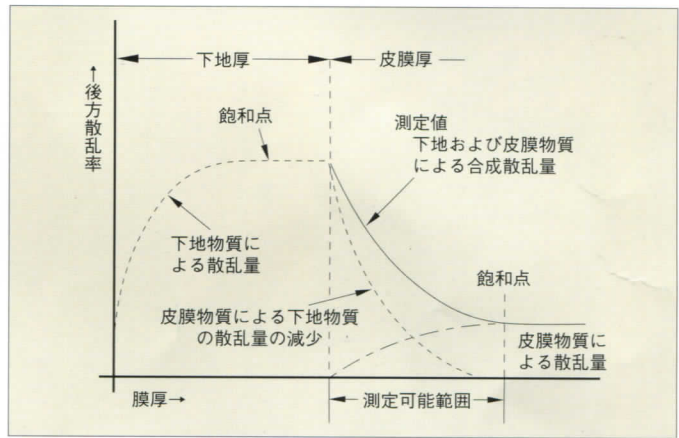 下地厚
皮膜厚
↑後方散乱率
飽和点
測定値
下地および皮膜物質
による合成散乱量
下地物質に
よる散乱量
飽和点
皮膜物質による下地物質
の散乱量の減少
皮膜物質に
よる散乱量
膜厚→
測定可能範囲